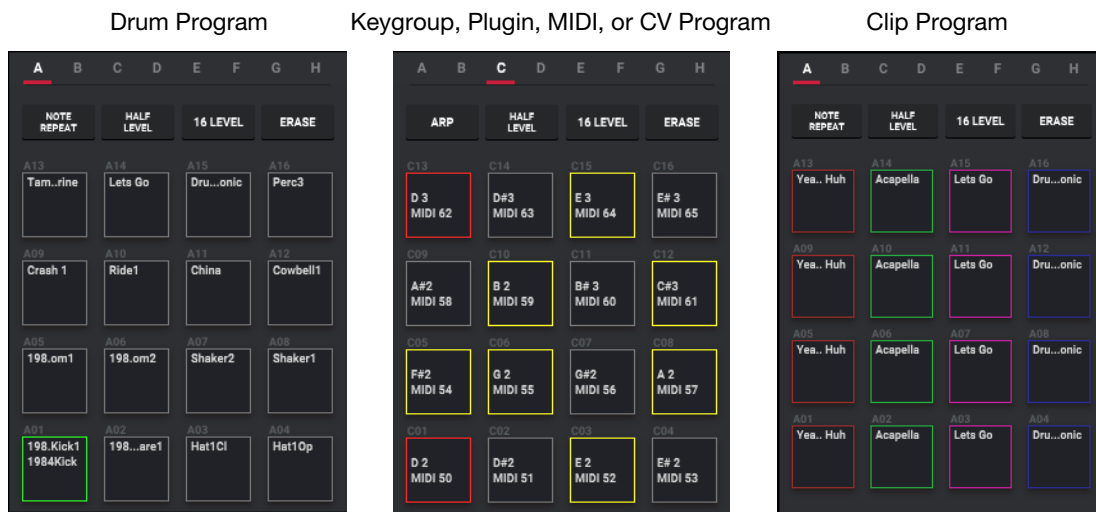 Drum Program
Keygroup, Plugin, MIDI, or CV Program
Clip Program
A B C D E F G H
NOTE REPEAT
HALF LEVEL
16 LEVEL
ERASE
A13 A14 A15 A16
Tam..rine Lets Go Dru...onic Perc3
A09 A10 A11 A12
Crash 1 Ride1 China Cowbell1
A05 A06 A07 A08
198.om1 198.om2 Shaker2 Shaker1
A01 A02 A03 A04
198.Kick1 198...are1 Hat1Cl Hat1Op
1984Kick
A B C D E F G H
ARP
HALF LEVEL
16 LEVEL
ERASE
C13 C14 C15 C16
D 3 D#3 E 3 E# 3
MIDI 62 MIDI 63 MIDI 64 MIDI 65
C09 C10 C11 C12
A#2 B 2 B# 3 C#3
MIDI 58 MIDI 59 MIDI 60 MIDI 61
C05 C06 C07 C08
F#2 G 2 G#2 A 2
MIDI 54 MIDI 55 MIDI 56 MIDI 57
C01 C02 C03 C04
D 2 D#2 E 2 E# 2
MIDI 50 MIDI 51 MIDI 52 MIDI 53
A B C D E F G H
NOTE REPEAT
HALF LEVEL
16 LEVEL
ERASE
A13 A14 A15 A16
Yea.. Huh Acapella Lets Go Dru...onic
A09 A10 A11 A12
Yea.. Huh Acapella Lets Go Dru...onic
A05 A06 A07 A08
Yea.. Huh Acapella Lets Go Dru...onic
A01 A02 A03 A04
Yea.. Huh Acapella Lets Go Dru...onic